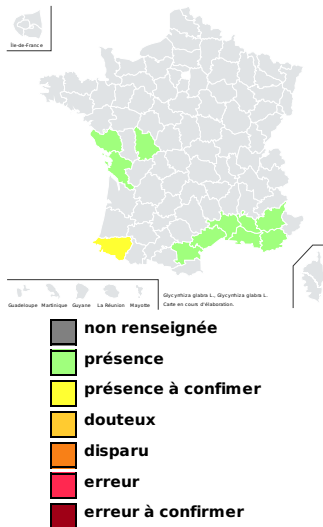 Île-de-France
Guadeloupe Martinique Guyane La Réunion Mayotte
Glycyrrhiza glabra L., Glycyrrhiza glabra L.
Carte en cours d'élaboration.
non renseignée
présence
présence à confimer
douteux
disparu
erreur
erreur à confirmer